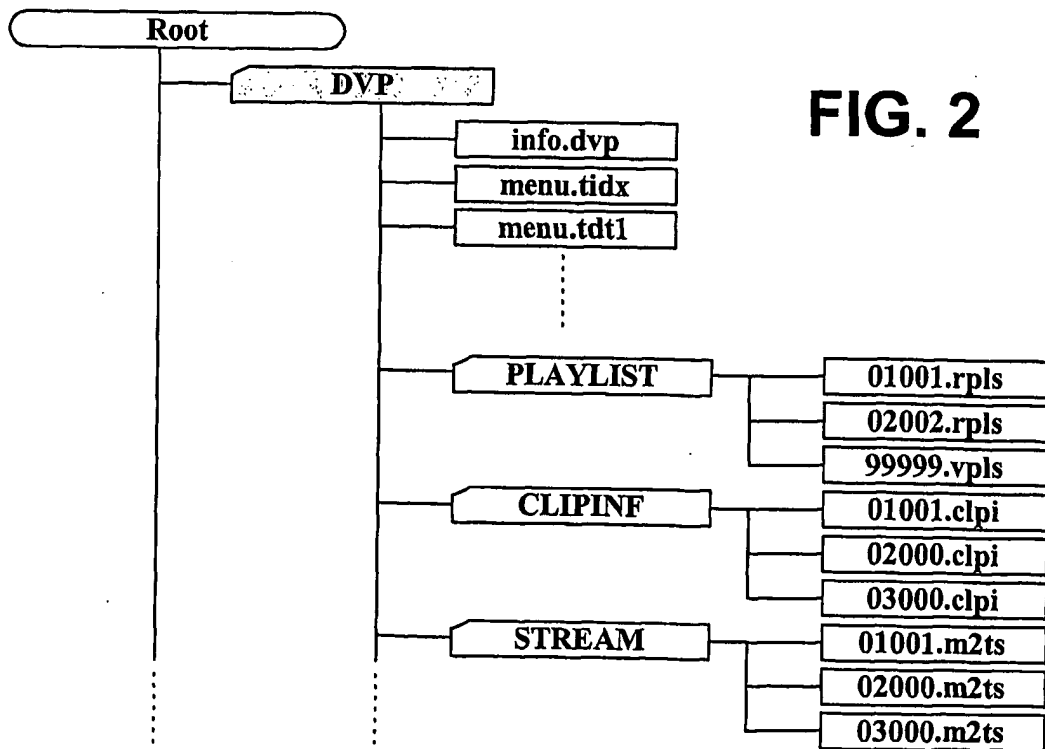 Root
DVP
FIG. 2
info.dvp
menu.tidx
menu.tdt1
PLAYLIST
01001.rpls
02002.rpls
99999.vpls
CLIPINF
01001.clpi
02000.clpi
03000.clpi
STREAM
01001.m2ts
02000.m2ts
03000.m2ts